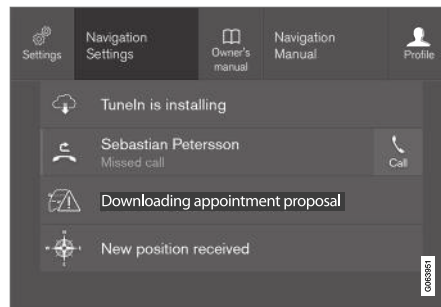 Settings
Navigation
Settings
Owner's
manual
Navigation
Manual
Profile
TuneIn is installing
Sebastian Petersson
Missed call
Call
Downloading appointment proposal
New position received
G063951